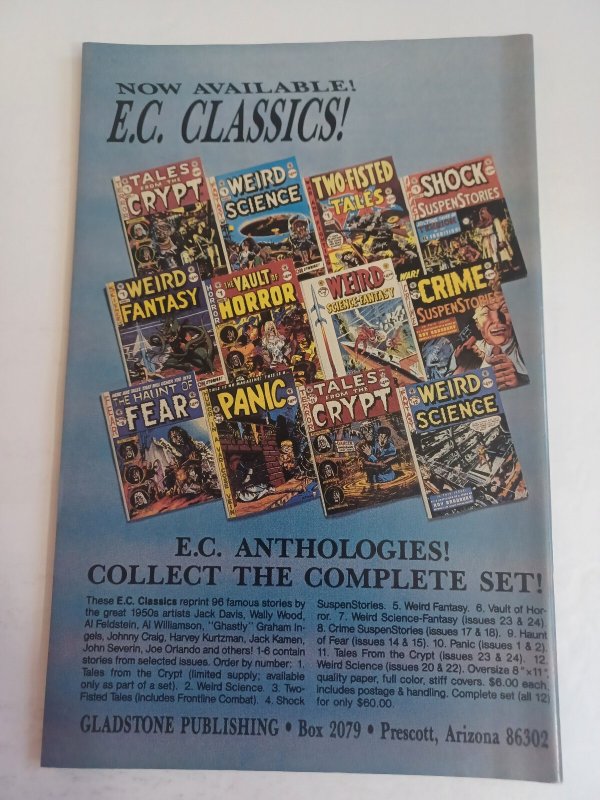 NOW AVAILABLE!
E.C. CLASSICS!
TALES
FROM THE
CRYPT
WEIRD
SCIENCE
TWO-FISTED
TALES
SHOCK
SUSPENSTORIES
WEIRD
FANTASY
THE VAULT OF
HORROR
WEIRD
SCIENCE-FANTASY
WAR!
CRIME
SUSPENSTORIES
THE HAUNT OF
FEAR
PANIC
TALES
FROM THE
CRYPT
WEIRD
SCIENCE
RAY BRADBURY
E.C. ANTHOLOGIES!
COLLECT THE COMPLETE SET!
These E.C. Classics reprint 96 famous stories by
the great 1950s artists Jack Davis, Wally Wood,
Al Feldstein, Al Williamson, "Ghastly" Graham In-
gels, Johnny Craig, Harvey Kurtzman, Jack Kamen,
John Severin, Joe Orlando and others! 1-6 contain
stories from selected issues. Order by number: 1.
Tales from the Crypt (limited supply; available
only as part of a set). 2. Weird Science. 3. Two-
Fisted Tales (includes Frontline Combat). 4. Shock
SuspenStories. 5. Weird Fantasy. 6. Vault of Hor-
ror. 7. Weird Science-Fantasy (issues 23 & 24).
8. Crime SuspenStories (issues 17 & 18). 9. Haunt
of Fear (issues 14 & 15). 10. Panic (issues 1 & 2).
11. Tales From the Crypt (issues 23 & 24). 12.
Weird Science (issues 20 & 22). Oversize 8"x11",
quality paper, full color, stiff covers. $6.00 each,
includes postage & handling. Complete set (all 12)
for only $60.00.
GLADSTONE PUBLISHING • Box 2079 • Prescott, Arizona 86302